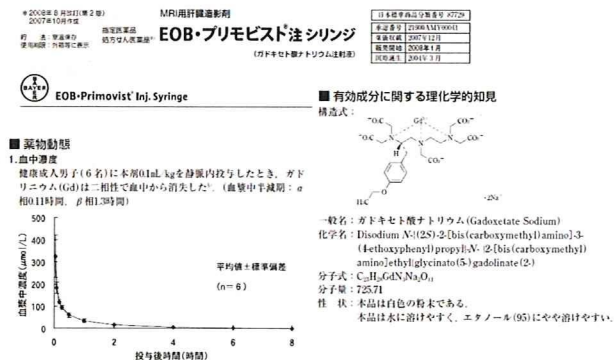 *2008年8月改訂(第2版)
2007年10月作成
貯法:室温保存
使用期限:外箱等に表示
指定医薬品
処方せん医薬品
MRI用肝臓造影剤
EOB・プリモビスト®注シリンジ
(ガドキセト酸ナトリウム注射液)
日本標準商品分類番号 87729
承認番号 21900AMY00041
薬価収載 2007年12月
販売開始 2008年1月
国際誕生 2004年3月
BAYER
EOB・Primovist® Inj. Syringe
■ 薬物動態
1.血中濃度
健康成人男子(6名)に本剤0.1mL/kgを静脈内投与したとき、ガド
リニウム(Gd)は二相性で血中から消失した。(血漿中半減期:α
相0.11時間、β相1.3時間)
血漿中濃度(μmol/L)
500
400
300
200
100
0
平均値±標準偏差
(n=6)
0 2 4 6 8
投与後時間(時間)
■ 有効成分に関する理化学的知見
構造式:
⁻O₂C
CO₂⁻
Gd³⁺
N
N
N
⁻O₂C
CO₂⁻
CO₂⁻
H
H₃C
O
·2Na⁺
一般名:ガドキセト酸ナトリウム(Gadoxetate Sodium)
化学名:Disodium N-{(2S)-2-[bis(carboxymethyl)amino]-3-
(4-ethoxyphenyl)propyl}-N-{2-[bis(carboxymethyl)
amino]ethyl}glycinato(5-)gadolinate(2-)
分子式:C₂₃H₂₈GdN₃Na₂O₁₁
分子量:725.71
性 状:本品は白色の粉末である。
本品は水に溶けやすく、エタノール(95)にやや溶けやすい。